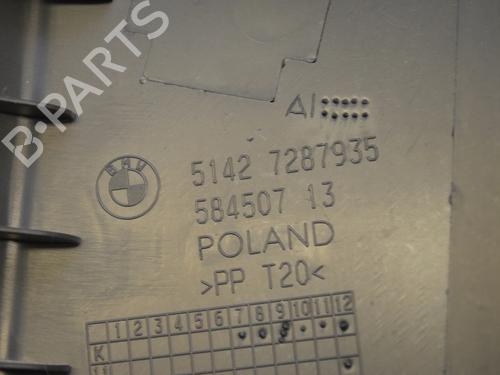 B-PARTS
AI
BMW
5142 7287935
584507 13
POLAND
>PP T20<
1 2 3 4 5 6 7 8 9 10 11 12
K